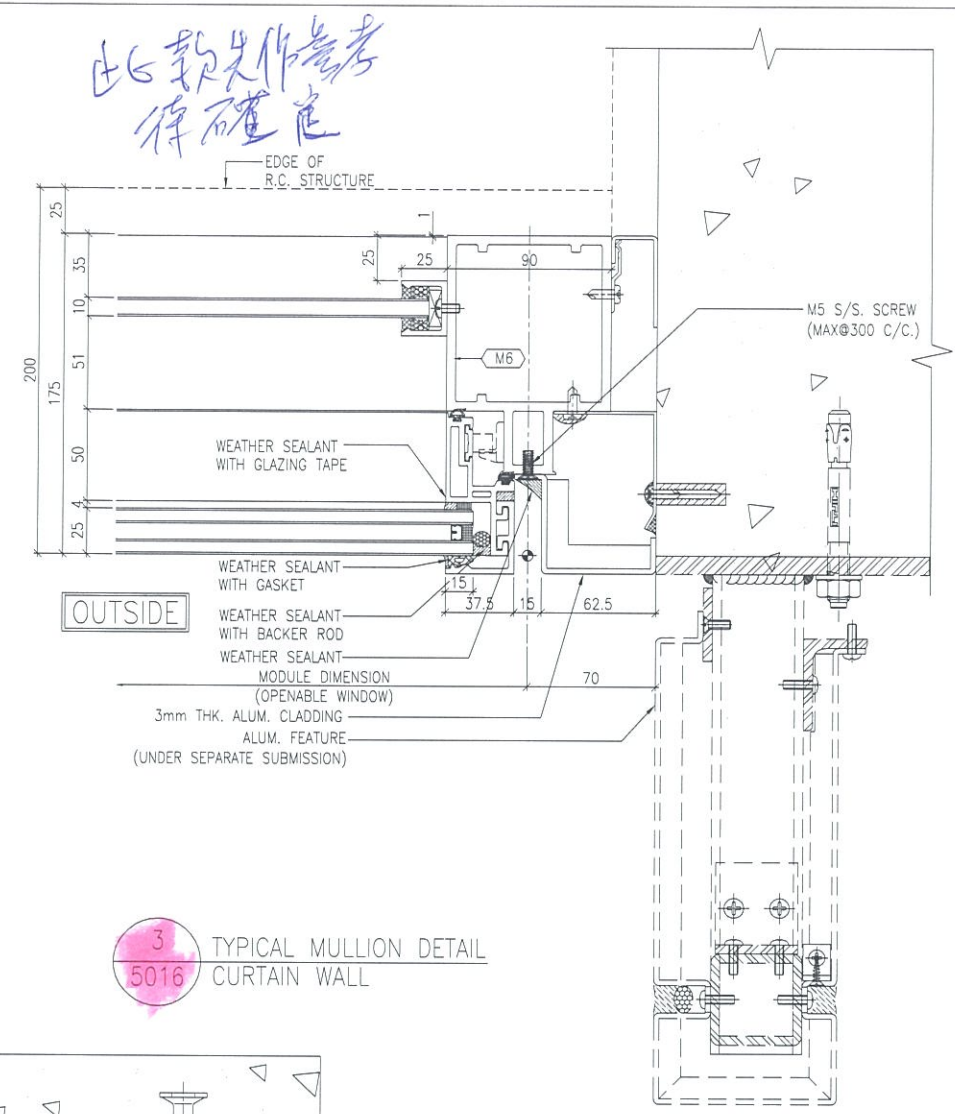 此款先作參考
待確定
EDGE OF
R.C. STRUCTURE
25
1
25
25
90
35
10
M5 S/S. SCREW
(MAX@300 C/C.)
200
175
51
M6
50
WEATHER SEALANT
WITH GLAZING TAPE
4
25
WEATHER SEALANT
WITH GASKET
15
37.5
15
62.5
OUTSIDE
WEATHER SEALANT
WITH BACKER ROD
WEATHER SEALANT
MODULE DIMENSION
(OPENABLE WINDOW)
70
3mm THK. ALUM. CLADDING
ALUM. FEATURE
(UNDER SEPARATE SUBMISSION)
3
5016
TYPICAL MULLION DETAIL
CURTAIN WALL